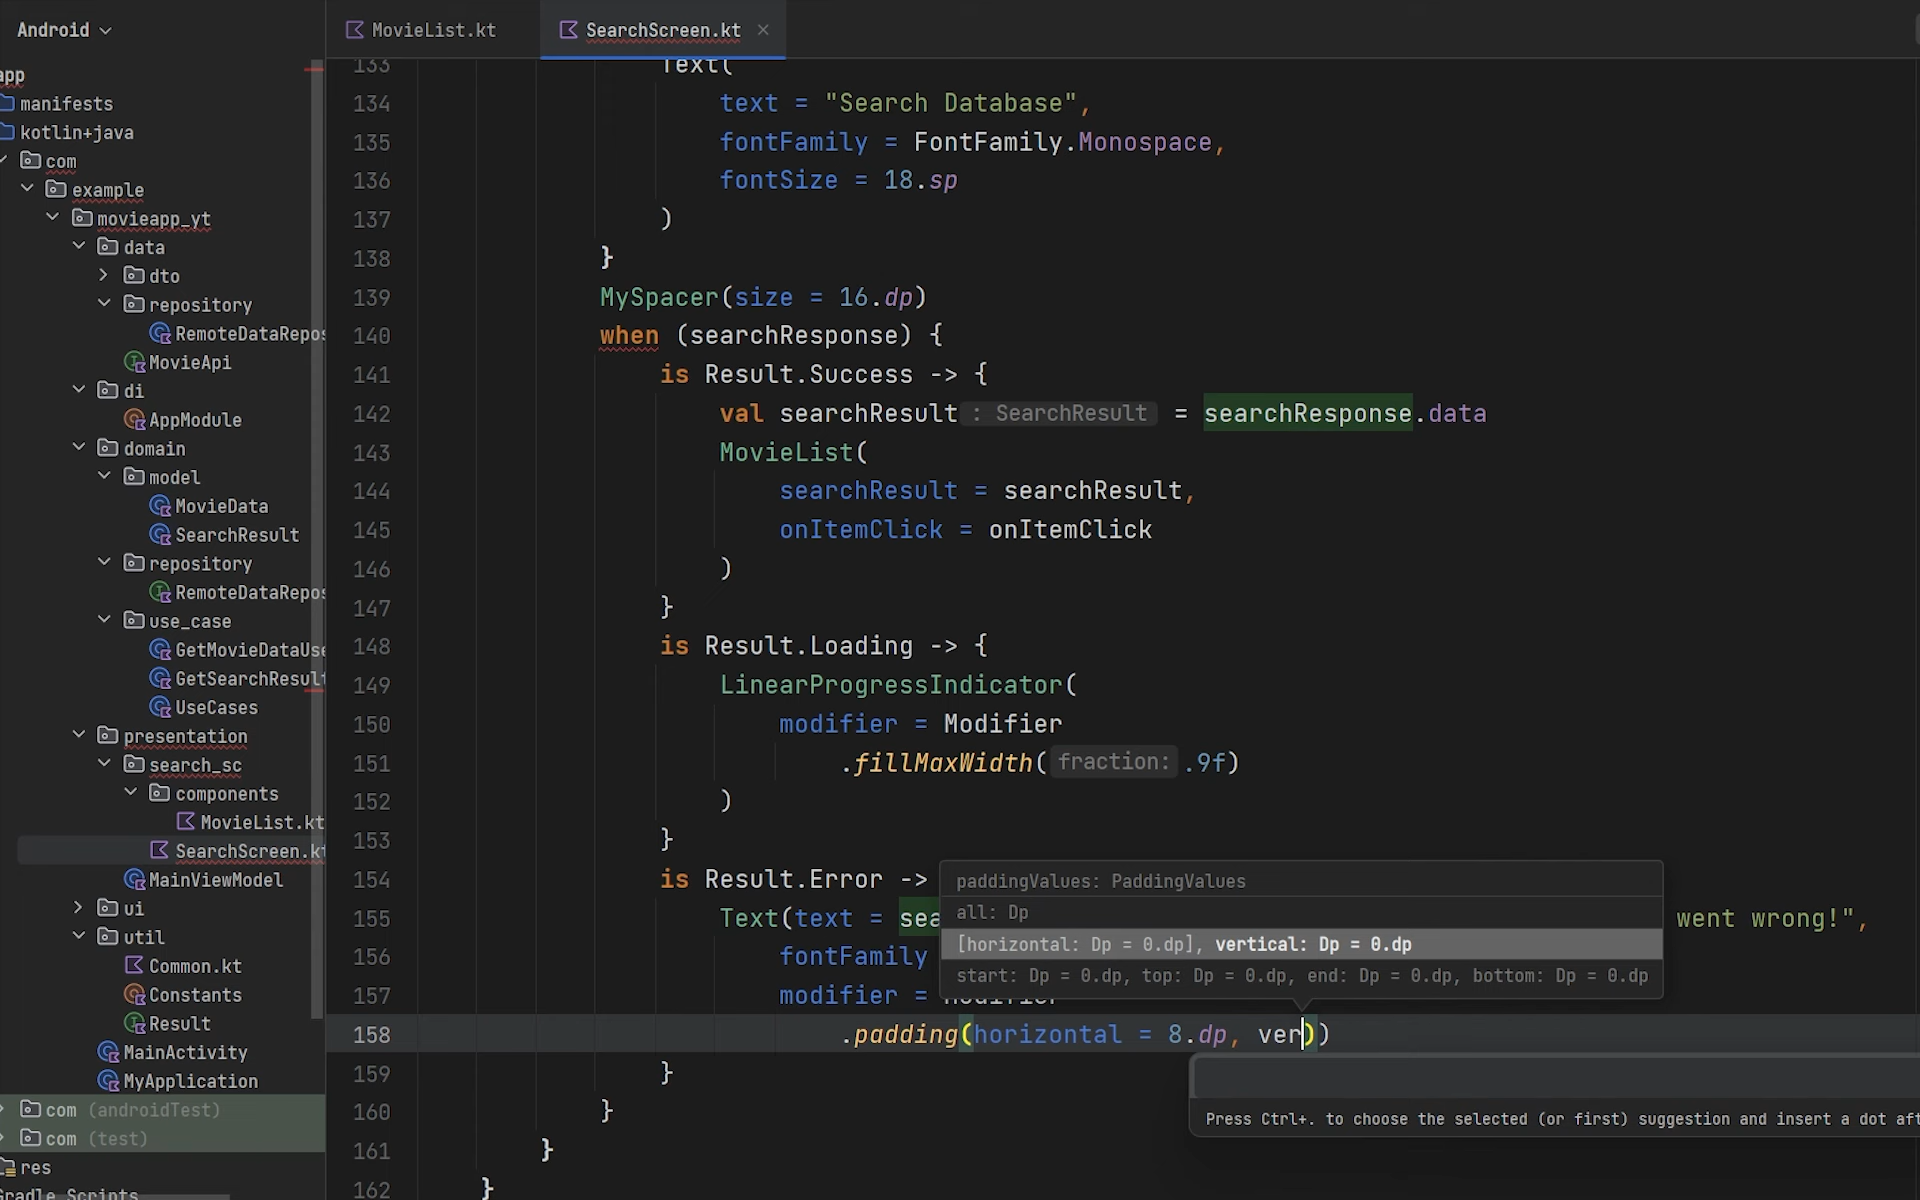 Android
MovieList.kt
SearchScreen.kt
app
manifests
kotlin+java
com
example
movieapp_yt
data
dto
repository
RemoteDataRepos
MovieApi
di
AppModule
domain
model
MovieData
SearchResult
repository
RemoteDataRepos
use_case
GetMovieDataUse
GetSearchResult
UseCases
presentation
search_sc
components
MovieList.kt
SearchScreen.kt
MainViewModel
ui
util
Common.kt
Constants
Result
MainActivity
MyApplication
com (androidTest)
com (test)
res
Gradle Scripts
133 Text(
134 text = "Search Database",
135 fontFamily = FontFamily.Monospace,
136 fontSize = 18.sp
137 )
138 }
139 MySpacer(size = 16.dp)
140 when (searchResponse) {
141 is Result.Success -> {
142 val searchResult : SearchResult = searchResponse.data
143 MovieList(
144 searchResult = searchResult,
145 onItemClick = onItemClick
146 )
147 }
148 is Result.Loading -> {
149 LinearProgressIndicator(
150 modifier = Modifier
151 .fillMaxWidth( fraction: .9f)
152 )
153 }
154 is Result.Error ->
155 Text(text = sea went wrong!",
156 fontFamily
157 modifier = Modifier
158 .padding(horizontal = 8.dp, ver))
159 }
160 }
161 }
162 }
paddingValues: PaddingValues
all: Dp
[horizontal: Dp = 0.dp], vertical: Dp = 0.dp
start: Dp = 0.dp, top: Dp = 0.dp, end: Dp = 0.dp, bottom: Dp = 0.dp
Press Ctrl+. to choose the selected (or first) suggestion and insert a dot aft